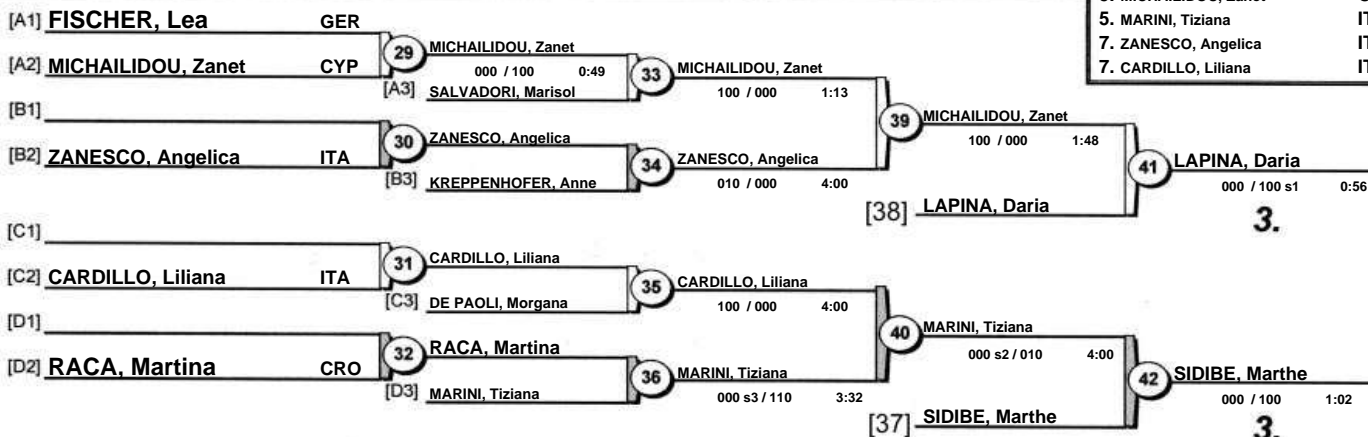 5. MARINI, Tiziana IT
7. ZANESCO, Angelica IT
7. CARDILLO, Liliana IT
[A1] FISCHER, Lea GER
29 MICHAILIDOU, Zanet
[A2] MICHAILIDOU, Zanet CYP
000 / 100 0:49
33 MICHAILIDOU, Zanet
[A3] SALVADORI, Marisol
100 / 000 1:13
[B1]
39 MICHAILIDOU, Zanet
100 / 000 1:48
30 ZANESCO, Angelica
[B2] ZANESCO, Angelica ITA
34 ZANESCO, Angelica
41 LAPINA, Daria
[B3] KREPPENHOFER, Anne
010 / 000 4:00
000 / 100 s1 0:56
[38] LAPINA, Daria
3.
[C1]
31 CARDILLO, Liliana
[C2] CARDILLO, Liliana ITA
35 CARDILLO, Liliana
[C3] DE PAOLI, Morgana
100 / 000 4:00
[D1]
40 MARINI, Tiziana
32 RACA, Martina
000 s2 / 010 4:00
[D2] RACA, Martina CRO
36 MARINI, Tiziana
42 SIDIBE, Marthe
[D3] MARINI, Tiziana
000 s3 / 110 3:32
000 / 100 1:02
[37] SIDIBE, Marthe
3.